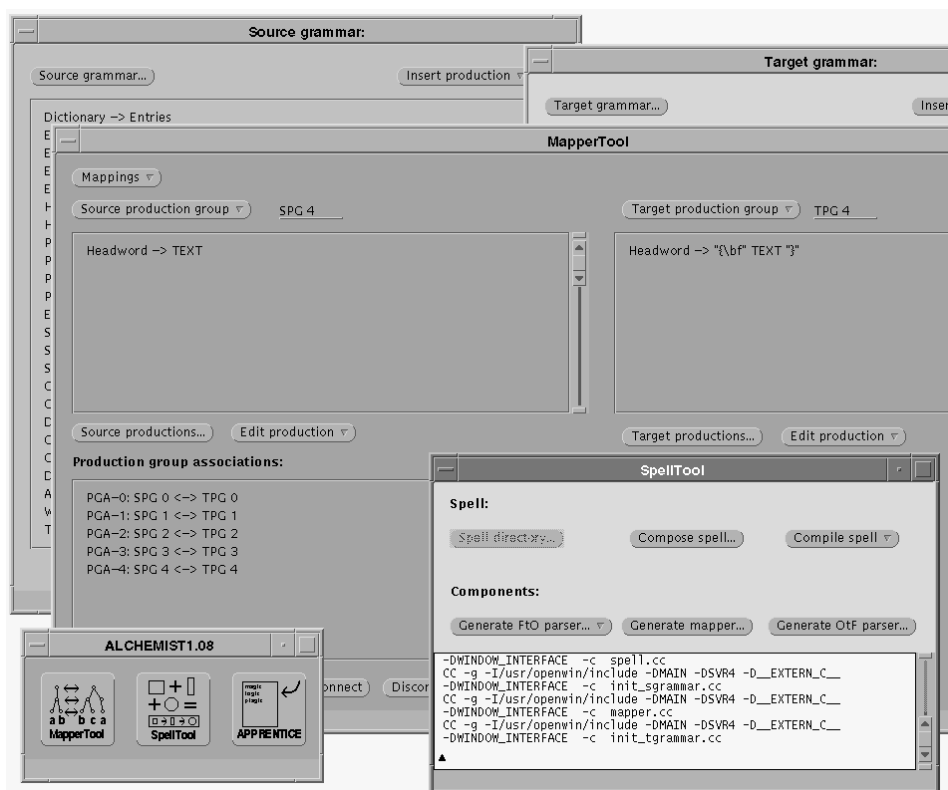 Source grammar:
Source grammar...
Insert production
Dictionary –> Entries
E
E
E
E
H
H
P
P
P
P
E
S
S
S
C
C
D
C
C
D
A
W
T
Target grammar:
Target grammar...
Inser
MapperTool
Mappings
Source production group
SPG 4
Target production group
TPG 4
Headword –> TEXT
Headword –> "{\bf" TEXT "}"
Source productions...
Edit production
Target productions...
Edit production
Production group associations:
PGA–0: SPG 0 <–> TPG 0
PGA–1: SPG 1 <–> TPG 1
PGA–2: SPG 2 <–> TPG 2
PGA–3: SPG 3 <–> TPG 3
PGA–4: SPG 4 <–> TPG 4
onnect
Discor
SpellTool
Spell:
Spell directory...
Compose spell...
Compile spell
Components:
Generate FtO parser...
Generate mapper...
Generate OtF parser...
-DWINDOW_INTERFACE -c spell.cc
CC -g -I/usr/openwin/include -DMAIN -DSVR4 -D__EXTERN_C__
-DWINDOW_INTERFACE -c init_sgrammar.cc
CC -g -I/usr/openwin/include -DMAIN -DSVR4 -D__EXTERN_C__
-DWINDOW_INTERFACE -c mapper.cc
CC -g -I/usr/openwin/include -DMAIN -DSVR4 -D__EXTERN_C__
-DWINDOW_INTERFACE -c init_tgrammar.cc
ALCHEMIST1.08
a b b c a
MapperTool
SpellTool
magic
logic
plagic
APPRENTICE